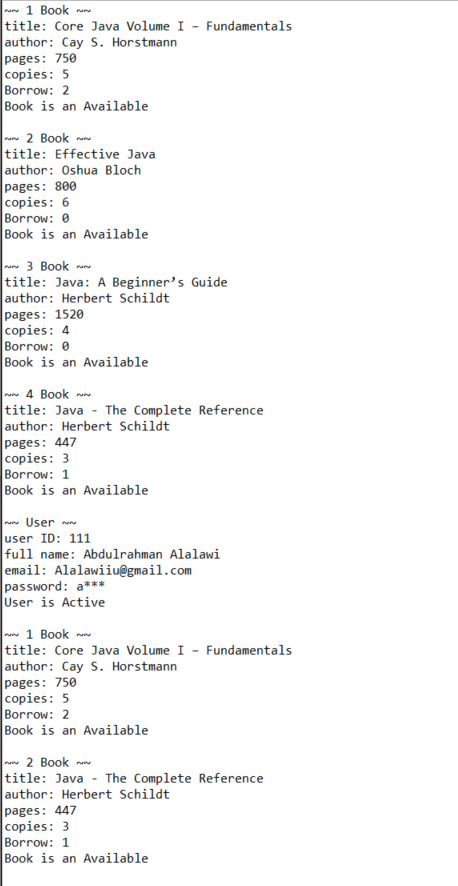 ~~ 1 Book ~~
title: Core Java Volume I – Fundamentals
author: Cay S. Horstmann
pages: 750
copies: 5
Borrow: 2
Book is an Available
~~ 2 Book ~~
title: Effective Java
author: Oshua Bloch
pages: 800
copies: 6
Borrow: 0
Book is an Available
~~ 3 Book ~~
title: Java: A Beginner’s Guide
author: Herbert Schildt
pages: 1520
copies: 4
Borrow: 0
Book is an Available
~~ 4 Book ~~
title: Java - The Complete Reference
author: Herbert Schildt
pages: 447
copies: 3
Borrow: 1
Book is an Available
~~ User ~~
user ID: 111
full name: Abdulrahman Alalawi
email: Alalawiiu@gmail.com
password: a***
User is Active
~~ 1 Book ~~
title: Core Java Volume I – Fundamentals
author: Cay S. Horstmann
pages: 750
copies: 5
Borrow: 2
Book is an Available
~~ 2 Book ~~
title: Java - The Complete Reference
author: Herbert Schildt
pages: 447
copies: 3
Borrow: 1
Book is an Available